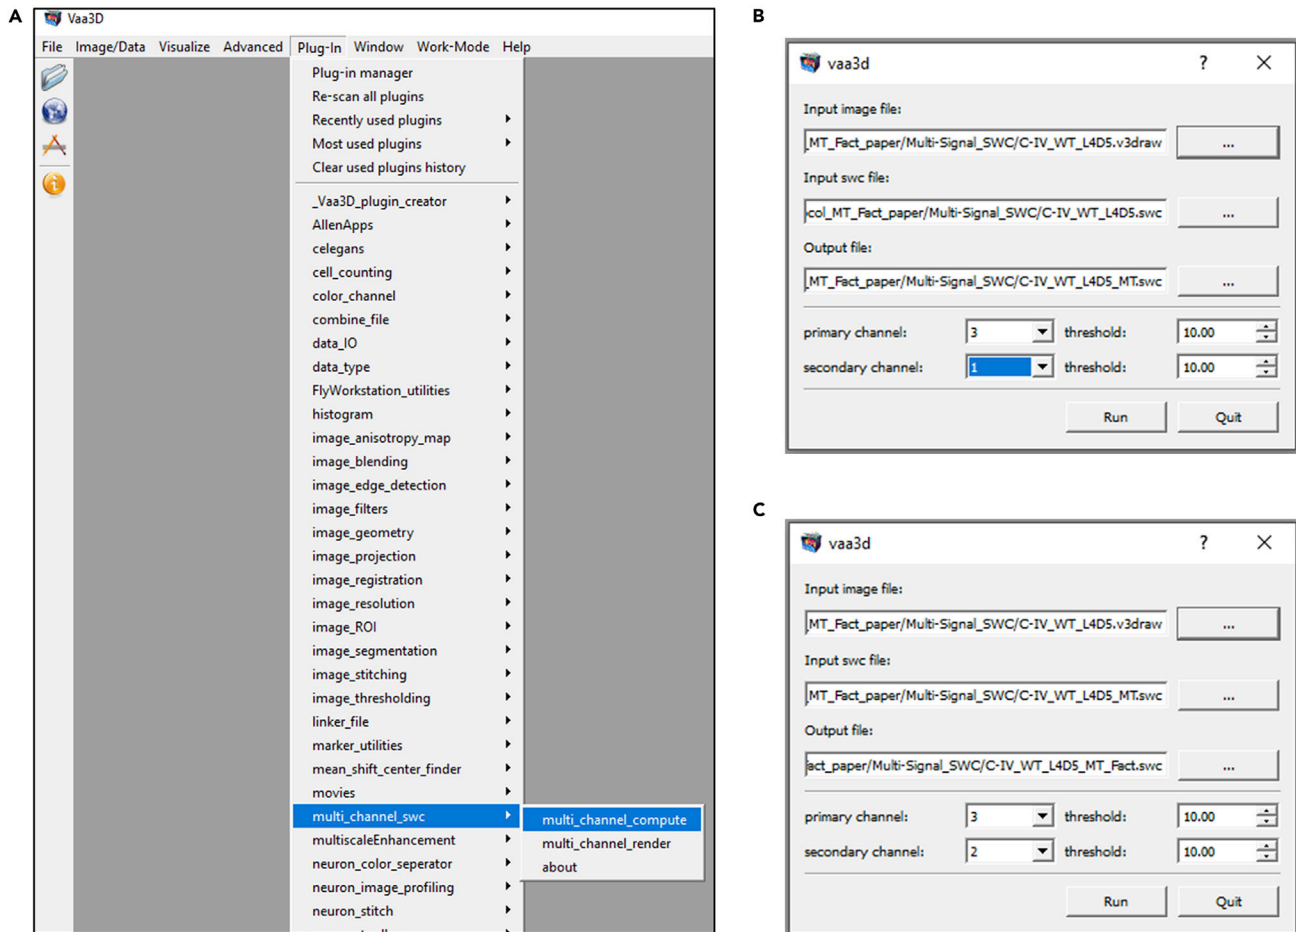 A
Vaa3D
File Image/Data Visualize Advanced Plug-In Window Work-Mode Help
Plug-in manager
Re-scan all plugins
Recently used plugins
Most used plugins
Clear used plugins history
_Vaa3D_plugin_creator
AllenApps
celegans
cell_counting
color_channel
combine_file
data_IO
data_type
FlyWorkstation_utilities
histogram
image_anisotropy_map
image_blending
image_edge_detection
image_filters
image_geometry
image_projection
image_registration
image_resolution
image_ROI
image_segmentation
image_stitching
image_thresholding
linker_file
marker_utilities
mean_shift_center_finder
movies
multi_channel_swc
multi_channel_compute
multi_channel_render
about
multiscaleEnhancement
neuron_color_seperator
neuron_image_profiling
neuron_stitch
B
vaa3d ? X
Input image file:
_MT_Fact_paper/Multi-Signal_SWC/C-IV_WT_L4D5.v3draw ...
Input swc file:
col_MT_Fact_paper/Multi-Signal_SWC/C-IV_WT_L4D5.swc ...
Output file:
_MT_Fact_paper/Multi-Signal_SWC/C-IV_WT_L4D5_MT.swc ...
primary channel: 3 threshold: 10.00
secondary channel: 1 threshold: 10.00
Run Quit
C
vaa3d ? X
Input image file:
_MT_Fact_paper/Multi-Signal_SWC/C-IV_WT_L4D5.v3draw ...
Input swc file:
_MT_Fact_paper/Multi-Signal_SWC/C-IV_WT_L4D5_MT.swc ...
Output file:
act_paper/Multi-Signal_SWC/C-IV_WT_L4D5_MT_Fact.swc ...
primary channel: 3 threshold: 10.00
secondary channel: 2 threshold: 10.00
Run Quit